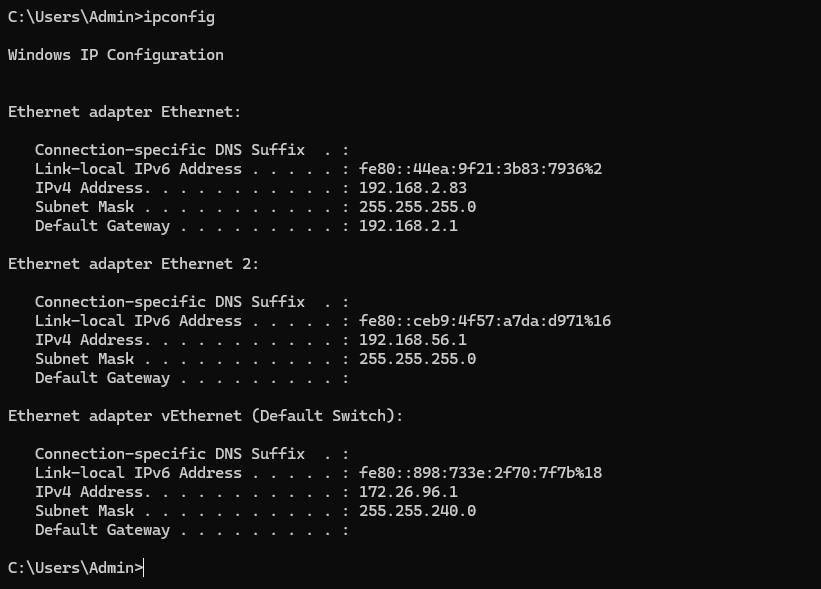 C:\Users\Admin>ipconfig
Windows IP Configuration
Ethernet adapter Ethernet:
   Connection-specific DNS Suffix  . :
   Link-local IPv6 Address . . . . . : fe80::44ea:9f21:3b83:7936%2
   IPv4 Address. . . . . . . . . . . : 192.168.2.83
   Subnet Mask . . . . . . . . . . . : 255.255.255.0
   Default Gateway . . . . . . . . . : 192.168.2.1
Ethernet adapter Ethernet 2:
   Connection-specific DNS Suffix  . :
   Link-local IPv6 Address . . . . . : fe80::ceb9:4f57:a7da:d971%16
   IPv4 Address. . . . . . . . . . . : 192.168.56.1
   Subnet Mask . . . . . . . . . . . : 255.255.255.0
   Default Gateway . . . . . . . . . :
Ethernet adapter vEthernet (Default Switch):
   Connection-specific DNS Suffix  . :
   Link-local IPv6 Address . . . . . : fe80::898:733e:2f70:7f7b%18
   IPv4 Address. . . . . . . . . . . : 172.26.96.1
   Subnet Mask . . . . . . . . . . . : 255.255.240.0
   Default Gateway . . . . . . . . . :
C:\Users\Admin>